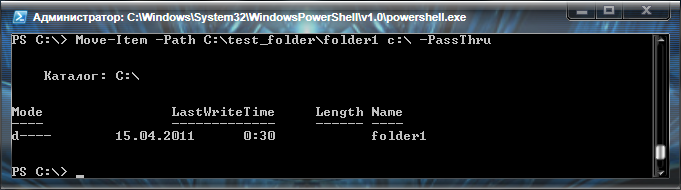 Администратор: C:\Windows\System32\WindowsPowerShell\v1.0\powershell.exe
PS C:\> Move-Item -Path C:\test_folder\folder1 c:\ -PassThru
Каталог: C:\
Mode LastWriteTime Length Name
---- ------------- ------ ----
d---- 15.04.2011 0:30 folder1
PS C:\> _